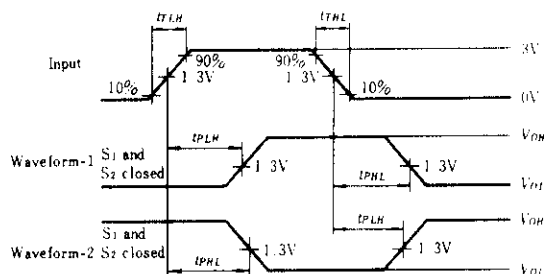 tTLH
tTHL
Input
10%
90%
1.3V
90%
1.3V
10%
3V
0V
Waveform-1 S1 and S2 closed
tPLH
1.3V
tPHL
1.3V
VOH
VOL
Waveform-2 S1 and S2 closed
tPHL
1.3V
tPLH
1.3V
VOH
VOL